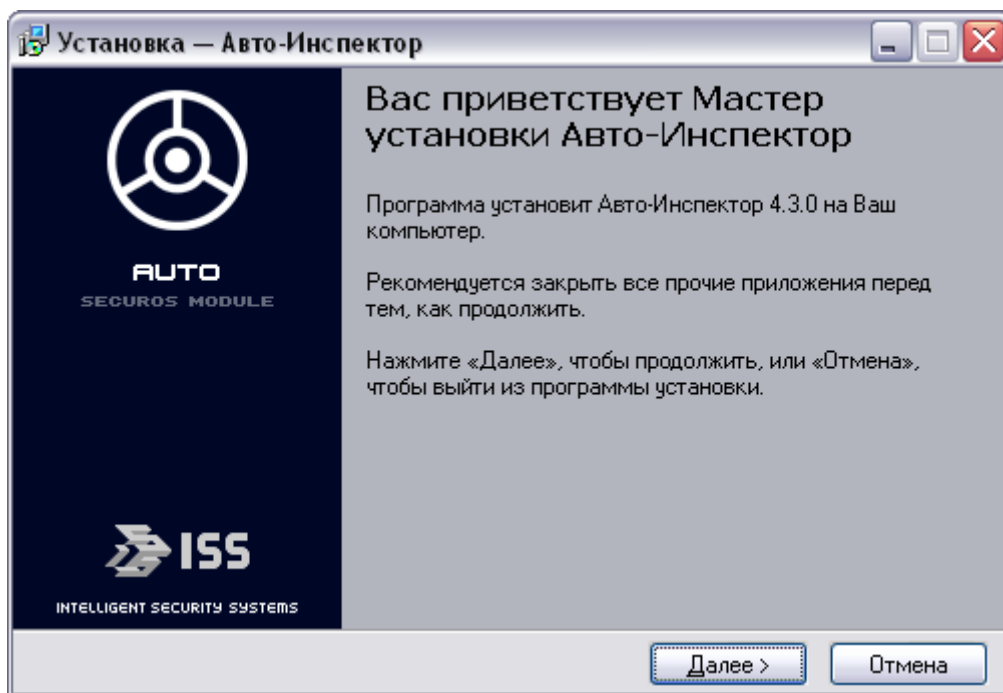 Установка — Авто-Инспектор
Вас приветствует Мастер
установки Авто-Инспектор
Программа установит Авто-Инспектор 4.3.0 на Ваш
компьютер.
Рекомендуется закрыть все прочие приложения перед
тем, как продолжить.
Нажмите «Далее», чтобы продолжить, или «Отмена»,
чтобы выйти из программы установки.
AUTO
SECUROS MODULE
ISS
INTELLIGENT SECURITY SYSTEMS
Далее >
Отмена